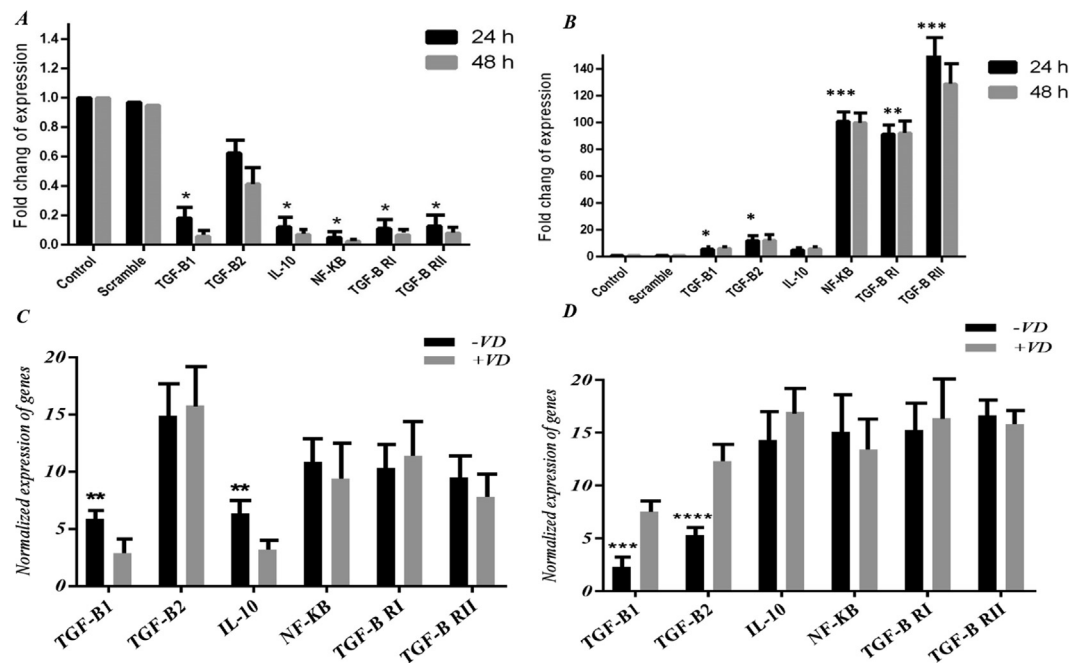 A
Fold chang of expression
1.4
1.2
1.0
0.8
0.6
0.4
0.2
0.0
24 h
48 h
*
*
*
*
*
Control
Scramble
TGF-B1
TGF-B2
IL-10
NF-KB
TGF-B RI
TGF-B RII
B
Fold chang of expression
140
120
100
80
60
40
20
0
24 h
48 h
*
*
***
**
***
Control
Scramble
TGF-B1
TGF-B2
IL-10
NF-KB
TGF-B RI
TGF-B RII
C
Normalized expression of genes
20
15
10
5
0
-VD
+VD
**
**
TGF-B1
TGF-B2
IL-10
NF-KB
TGF-B RI
TGF-B RII
D
Normalized expression of genes
20
15
10
5
0
-VD
+VD
***
****
TGF-B1
TGF-B2
IL-10
NF-KB
TGF-B RI
TGF-B RII